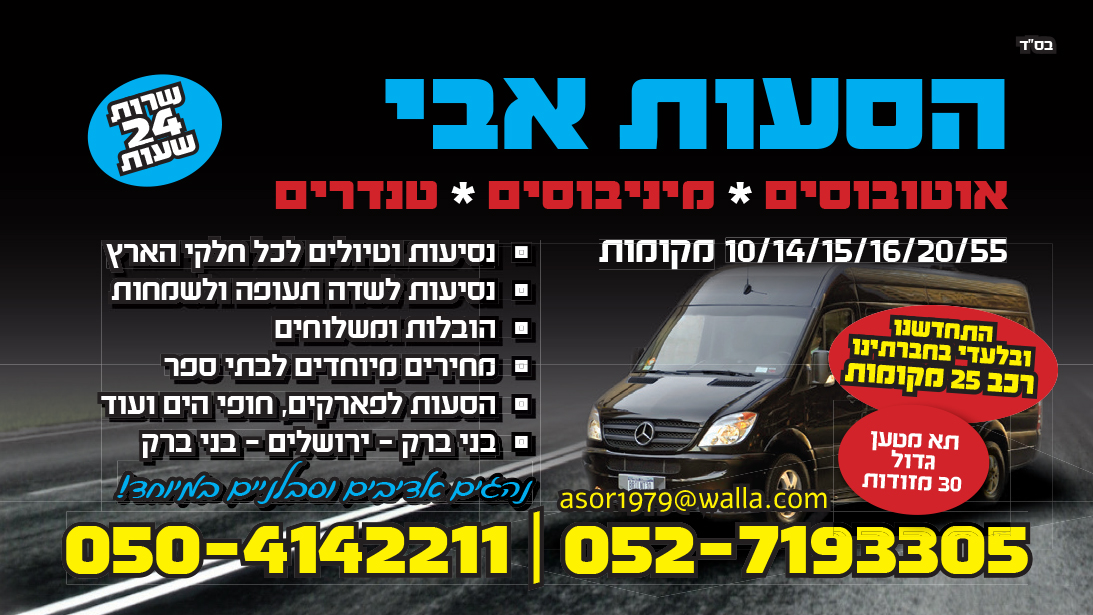 בס"ד
הסעות אבי
שרות
24
שעות
אוטובוסים * מיניבוסים * טנדרים
10/14/15/16/20/55 מקומות
נסיעות וטיולים לכל חלקי הארץ
נסיעות לשדה תעופה ולשמחות
הובלות ומשלוחים
מחירים מיוחדים לבתי ספר
הסעות לפארקים, חופי הים ועוד
בני ברק - ירושלים - בני ברק
נהגים אדיבים וסבלניים במיוחד!
התחדשנו
ובלעדי בחברתינו
רכב 25 מקומות
תא מטען
גדול
30 מזוודות
asor1979@walla.com
050-4142211 | 052-7193305